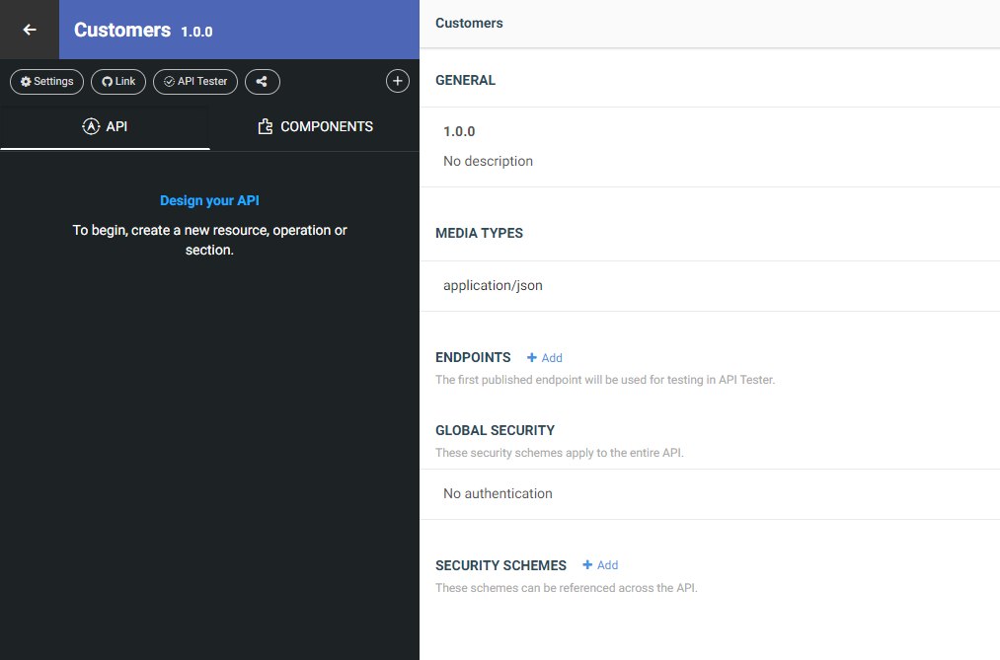 Customers 1.0.0
Settings
Link
API Tester
API
COMPONENTS
Design your API
To begin, create a new resource, operation or
section.
Customers
GENERAL
1.0.0
No description
MEDIA TYPES
application/json
ENDPOINTS + Add
The first published endpoint will be used for testing in API Tester.
GLOBAL SECURITY
These security schemes apply to the entire API.
No authentication
SECURITY SCHEMES + Add
These schemes can be referenced across the API.